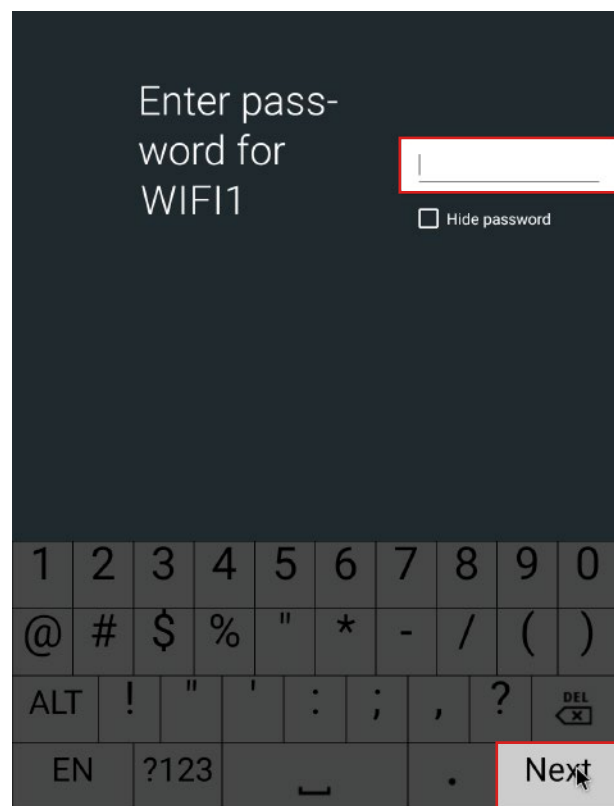 Enter pass-
word for
WIFI1
Hide password
1 2 3 4 5 6 7 8 9 0
@ # $ % " * - / ( )
ALT ! " ' : ; , ? DEL
EN ?123 . Next